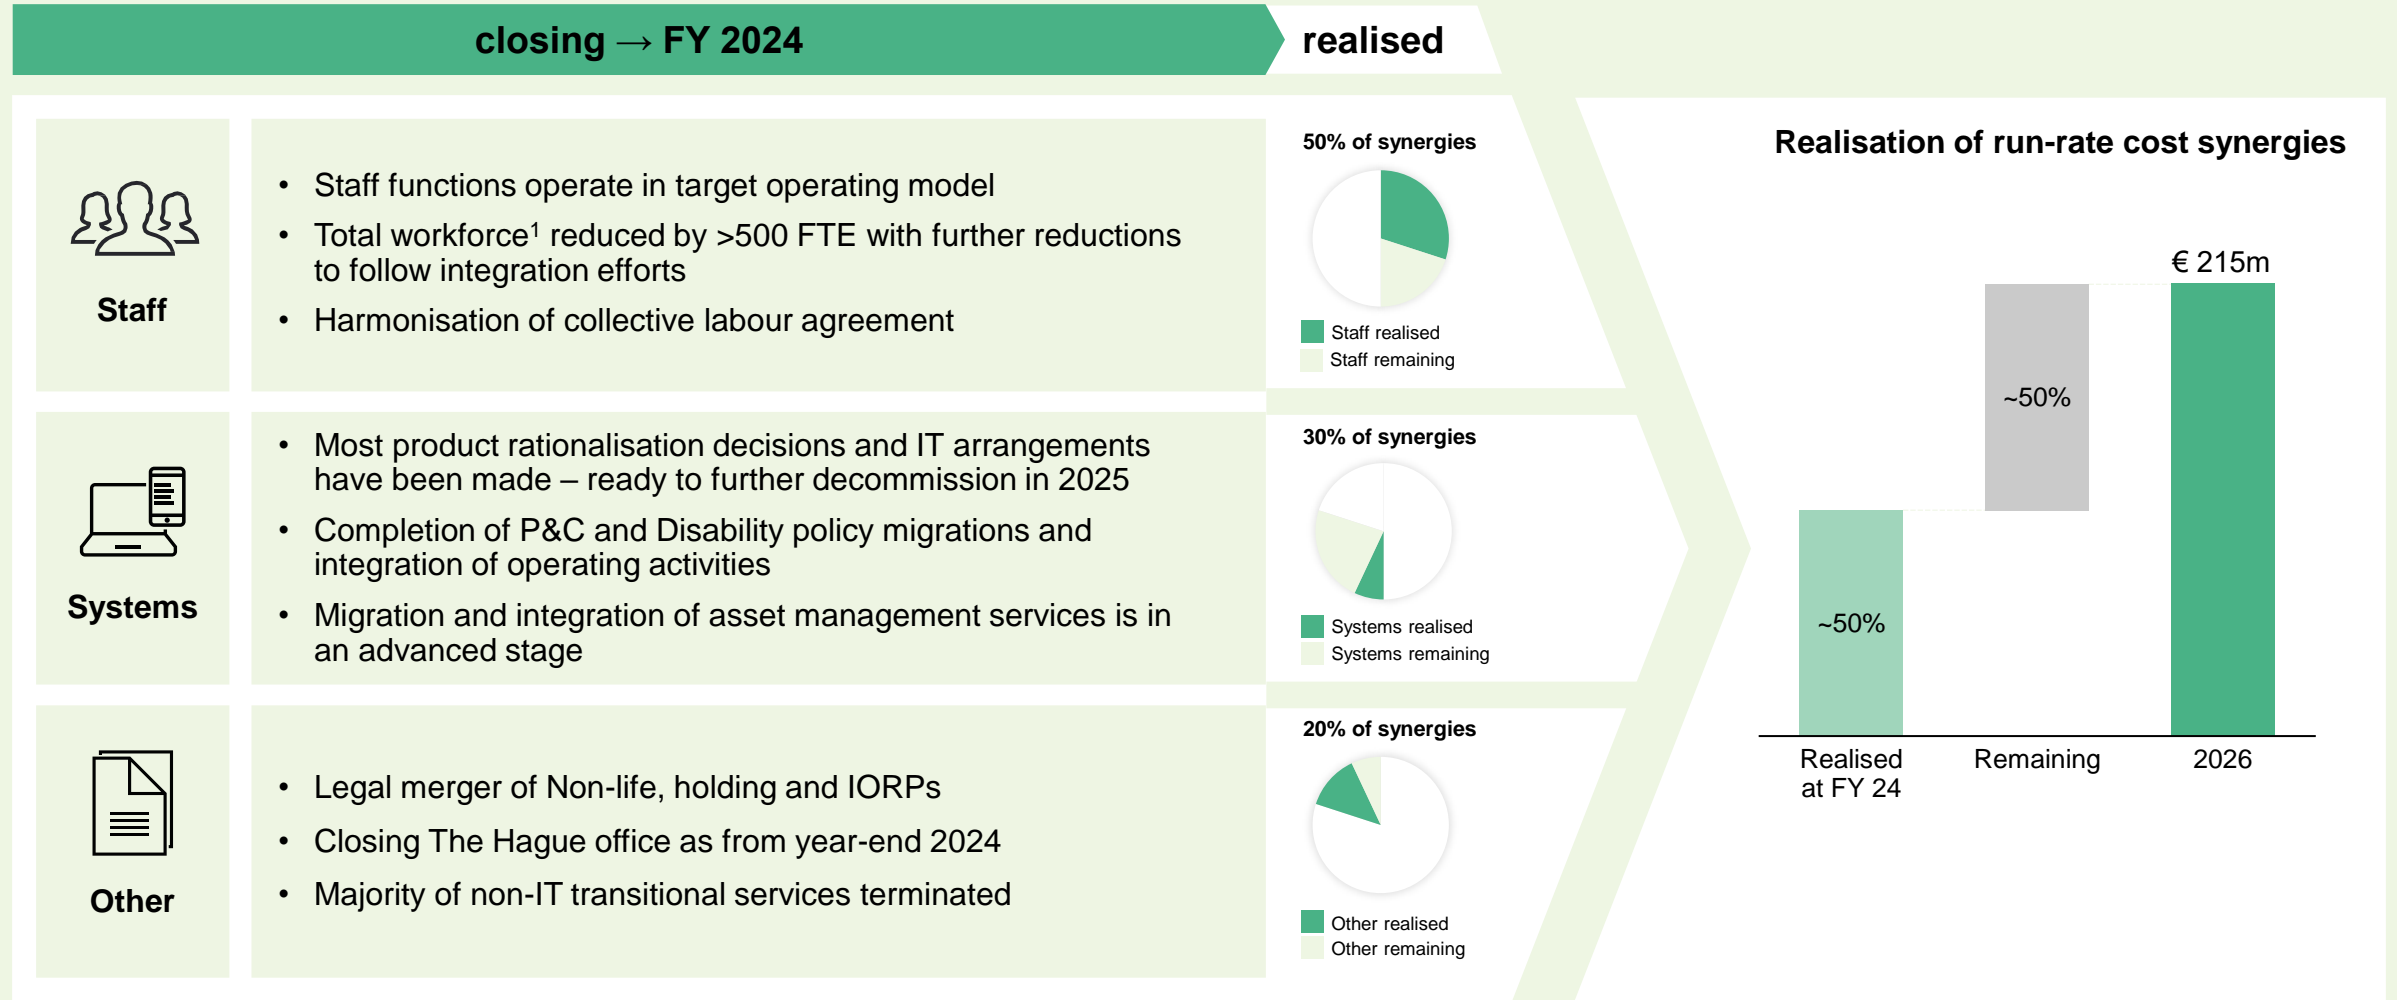 closing → FY 2024
realised
Staff
• Staff functions operate in target operating model
• Total workforce¹ reduced by >500 FTE with further reductions
to follow integration efforts
• Harmonisation of collective labour agreement
50% of synergies
Staff realised
Staff remaining
Systems
• Most product rationalisation decisions and IT arrangements
have been made – ready to further decommission in 2025
• Completion of P&C and Disability policy migrations and
integration of operating activities
• Migration and integration of asset management services is in
an advanced stage
30% of synergies
Systems realised
Systems remaining
Other
• Legal merger of Non-life, holding and IORPs
• Closing The Hague office as from year-end 2024
• Majority of non-IT transitional services terminated
20% of synergies
Other realised
Other remaining
Realisation of run-rate cost synergies
€ 215m
~50%
~50%
Realised
at FY 24
Remaining
2026